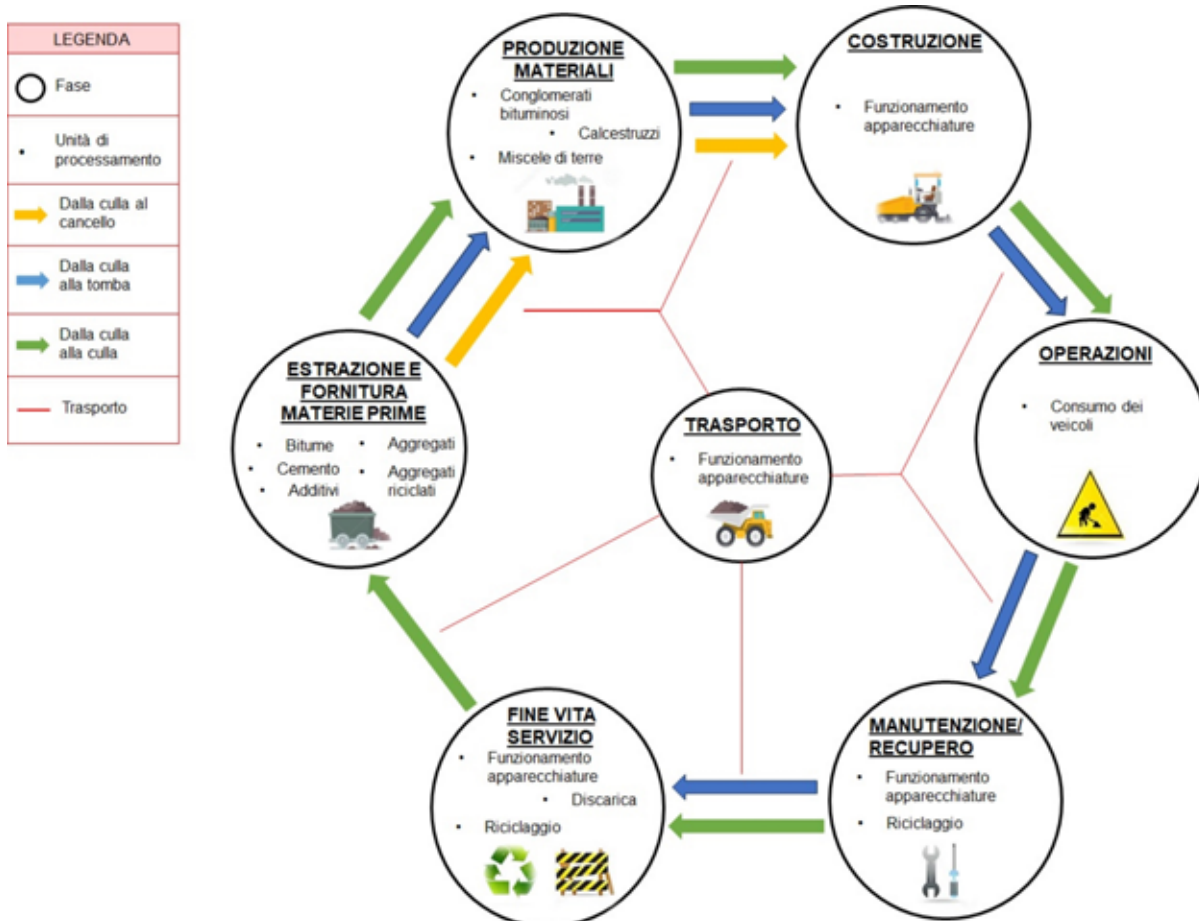 LEGENDA
Fase
Unità di
processamento
Dalla culla al
cancello
Dalla culla
alla tomba
Dalla culla
alla culla
Trasporto
PRODUZIONE
MATERIALI
• Conglomerati
bituminosi
• Calcestruzzi
• Miscele di terre
COSTRUZIONE
• Funzionamento
apparecchiature
ESTRAZIONE E
FORNITURA
MATERIE PRIME
• Bitume
• Cemento
• Additivi
• Aggregati
• Aggregati
riciclati
TRASPORTO
• Funzionamento
apparecchiature
OPERAZIONI
• Consumo dei
veicoli
FINE VITA
SERVIZIO
• Funzionamento
apparecchiature
• Discarica
• Riciclaggio
MANUTENZIONE/
RECUPERO
• Funzionamento
apparecchiature
• Riciclaggio